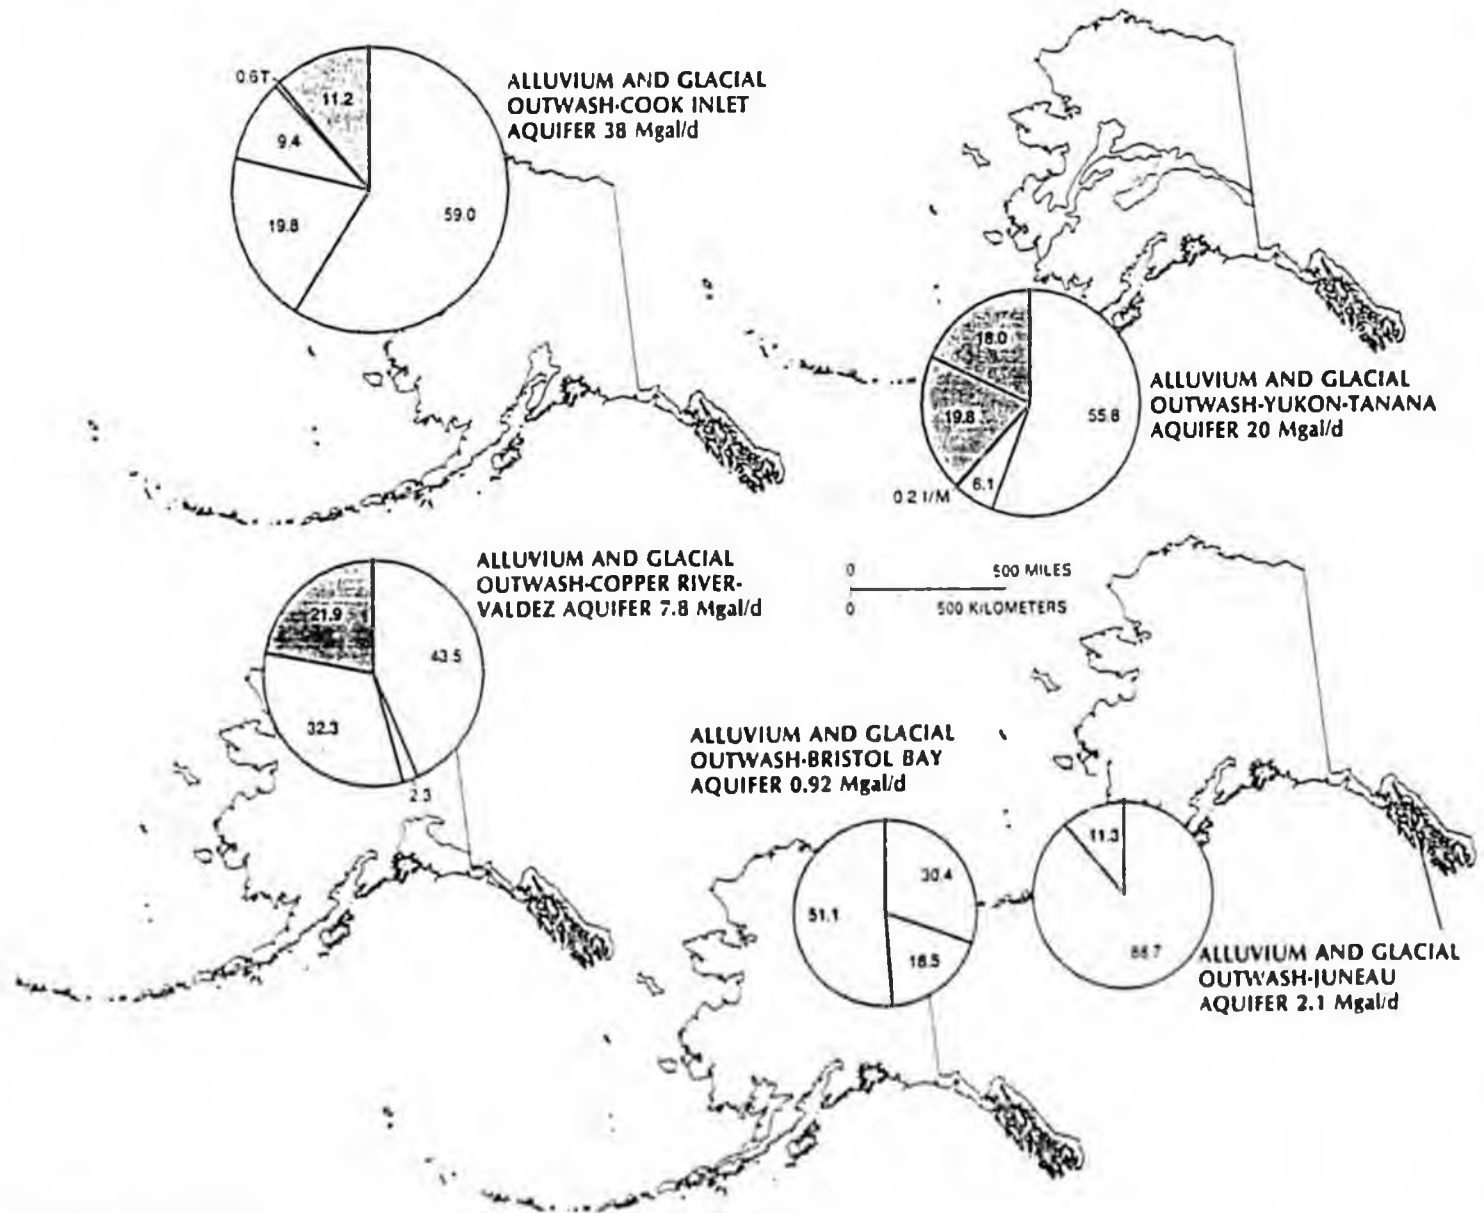 0.6T
11.2
9.4
19.8
59.0
ALLUVIUM AND GLACIAL
OUTWASH-COOK INLET
AQUIFER 38 Mgal/d
18.0
19.8
55.8
0.2 I/M
6.1
ALLUVIUM AND GLACIAL
OUTWASH-YUKON-TANANA
AQUIFER 20 Mgal/d
ALLUVIUM AND GLACIAL
OUTWASH-COPPER RIVER-
VALDEZ AQUIFER 7.8 Mgal/d
21.9
43.5
32.3
2.3
0 500 MILES
0 500 KILOMETERS
ALLUVIUM AND GLACIAL
OUTWASH-BRISTOL BAY
AQUIFER 0.92 Mgal/d
30.4
51.1
18.5
11.3
88.7
ALLUVIUM AND GLACIAL
OUTWASH-JUNEAU
AQUIFER 2.1 Mgal/d